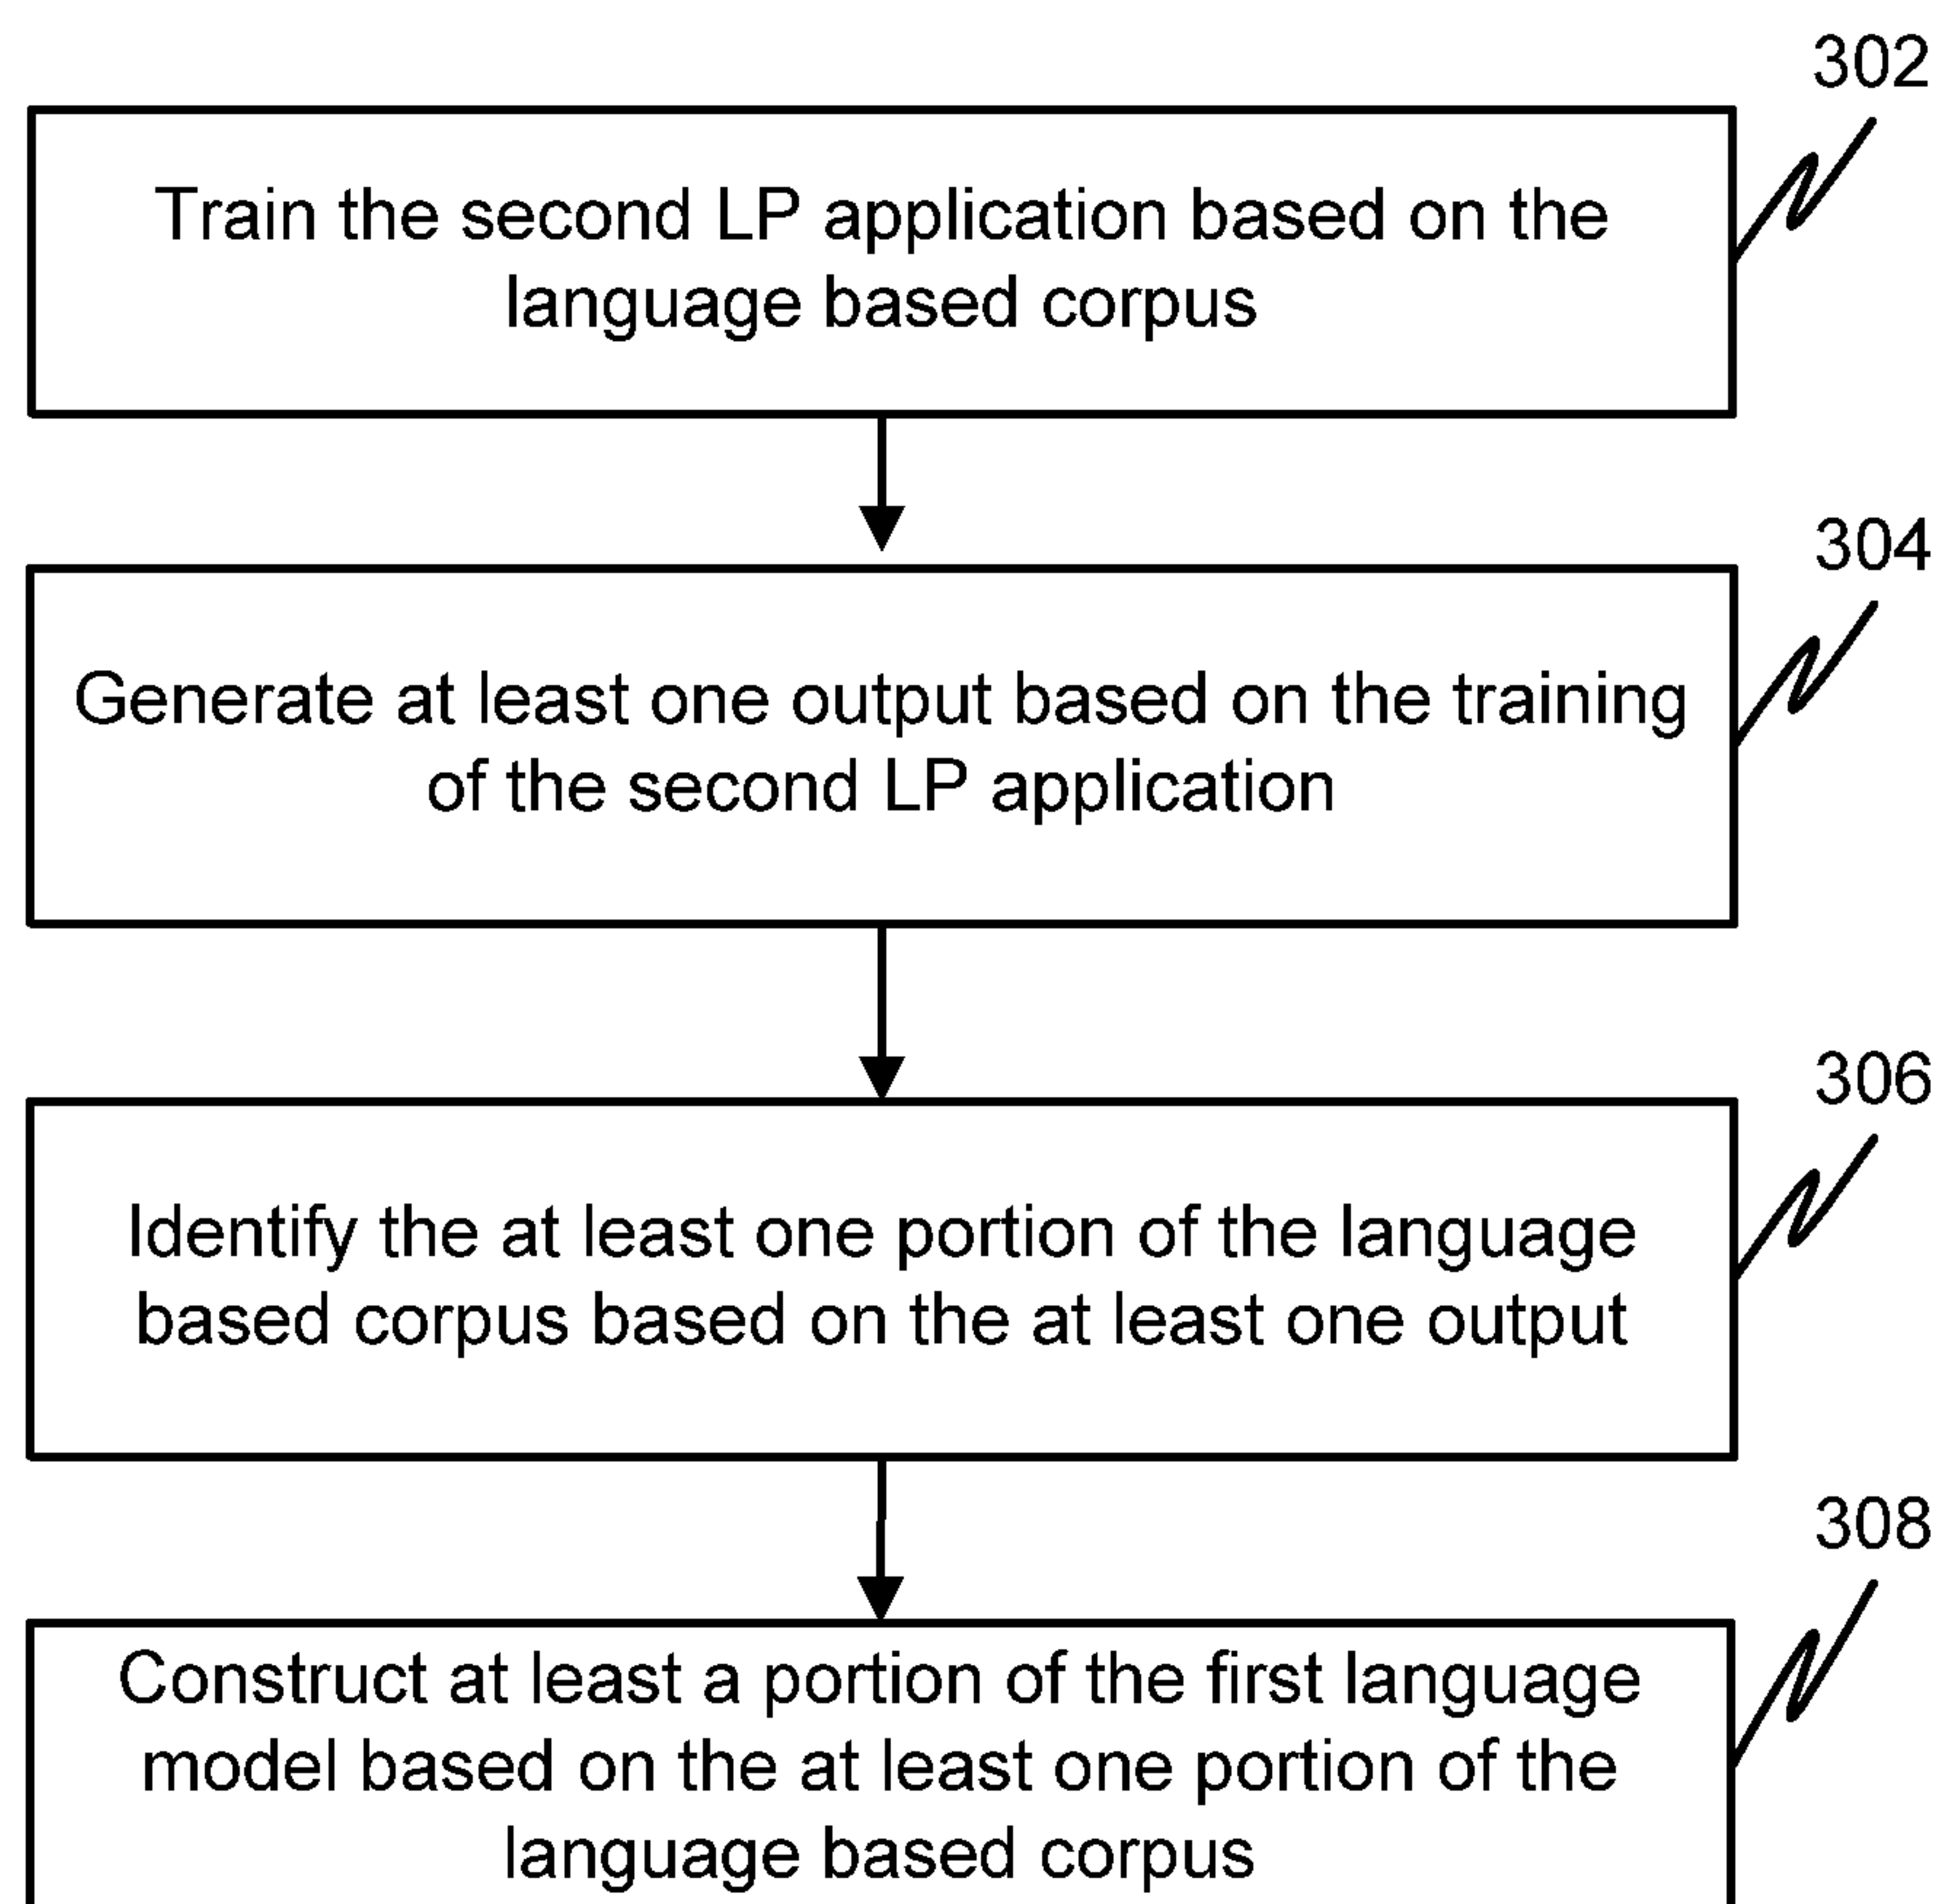 302
Train the second LP application based on the
language based corpus
304
Generate at least one output based on the training
of the second LP application
306
Identify the at least one portion of the language
based corpus based on the at least one output
308
Construct at least a portion of the first language
model based on the at least one portion of the
language based corpus